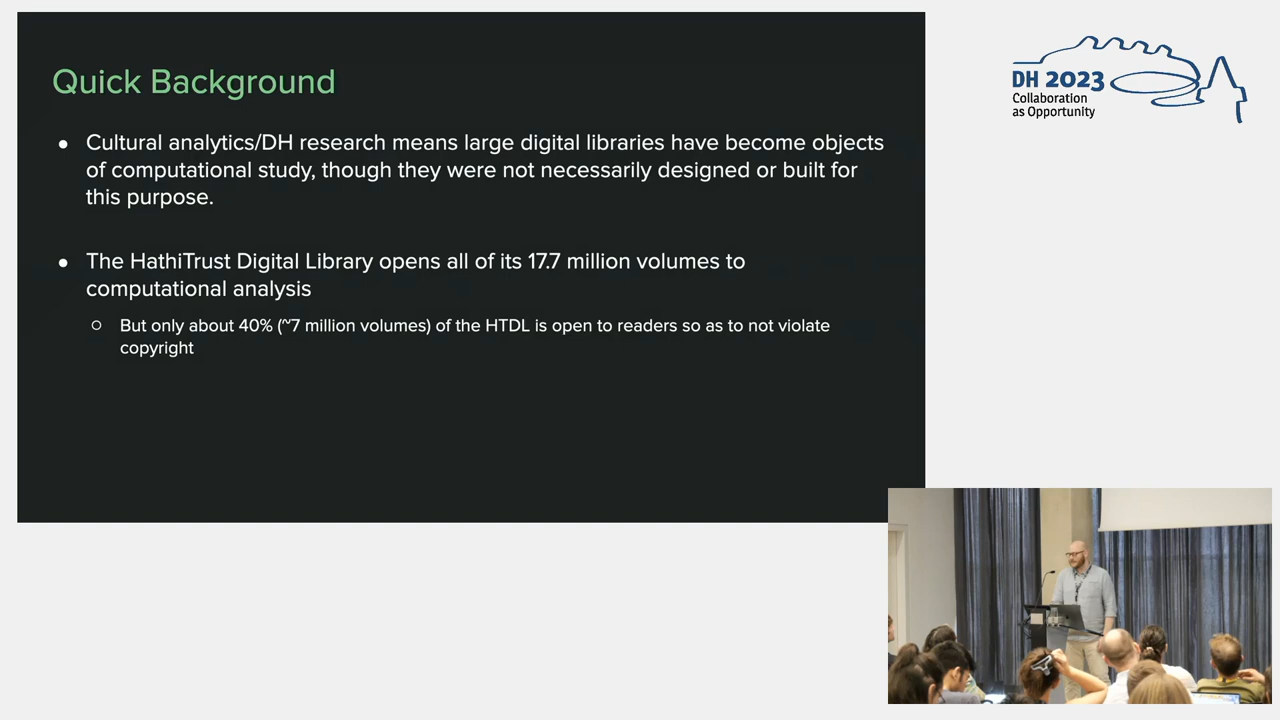 Quick Background
● Cultural analytics/DH research means large digital libraries have become objects
of computational study, though they were not necessarily designed or built for
this purpose.
● The HathiTrust Digital Library opens all of its 17.7 million volumes to
computational analysis
○ But only about 40% (~7 million volumes) of the HTDL is open to readers so as to not violate
copyright
DH 2023
Collaboration
as Opportunity